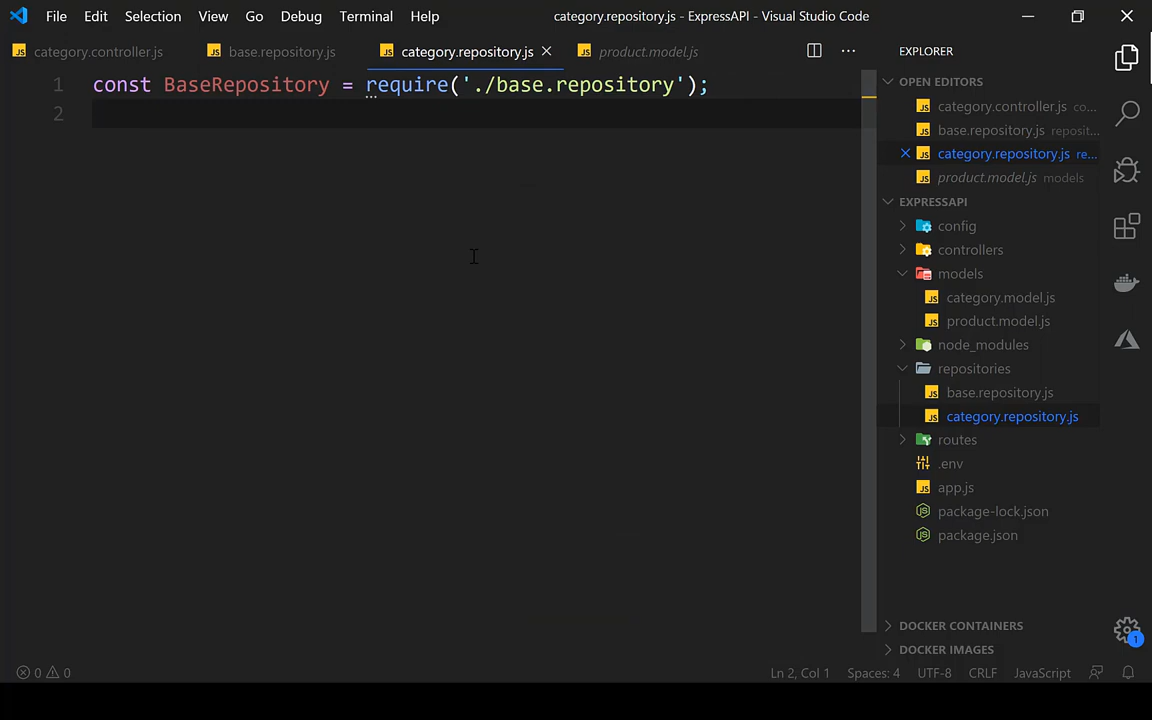 File Edit Selection View Go Debug Terminal Help category.repository.js - ExpressAPI - Visual Studio Code
category.controller.js base.repository.js category.repository.js product.model.js
1 const BaseRepository = require('./base.repository');
2
EXPLORER
OPEN EDITORS
category.controller.js co...
base.repository.js reposit...
category.repository.js re...
product.model.js models
EXPRESSAPI
config
controllers
models
category.model.js
product.model.js
node_modules
repositories
base.repository.js
category.repository.js
routes
.env
app.js
package-lock.json
package.json
DOCKER CONTAINERS
DOCKER IMAGES
1
0 0 Ln 2, Col 1 Spaces: 4 UTF-8 CRLF JavaScript